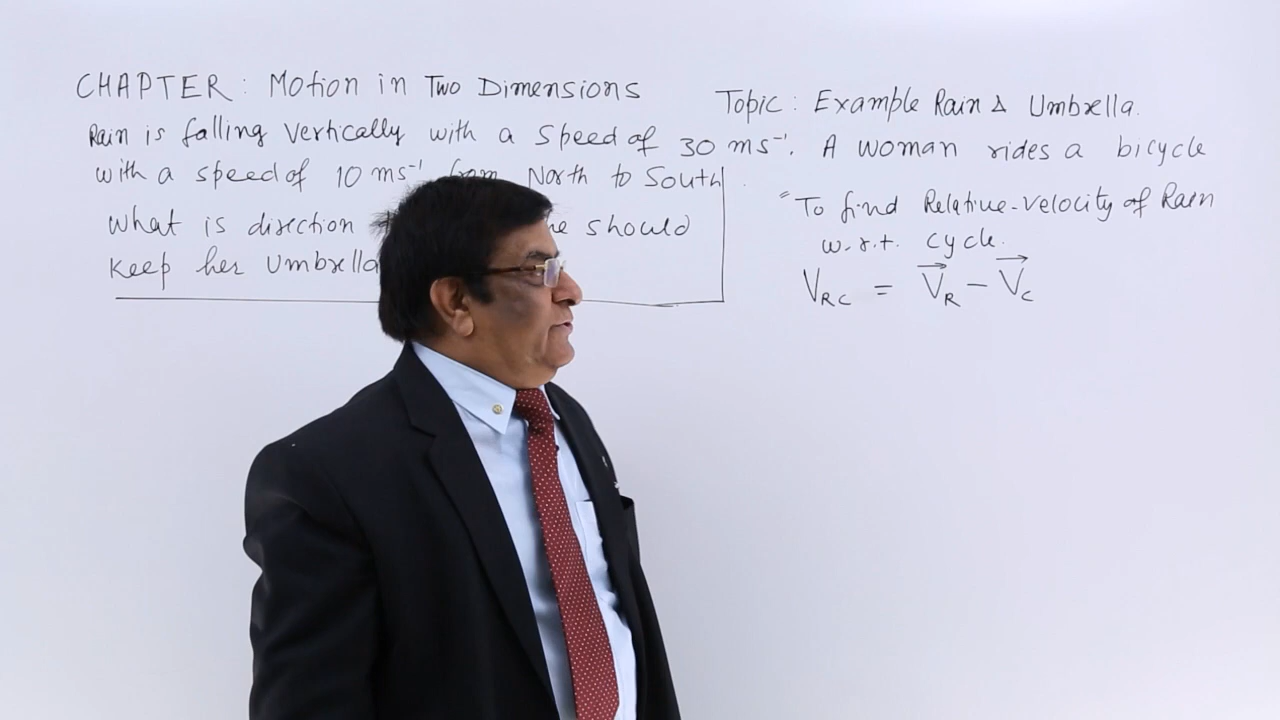 CHAPTER : Motion in Two Dimensions
Topic : Example Rain & Umbrella.
Rain is falling vertically with a speed of 30 ms⁻¹. A woman rides a bicycle
with a speed of 10 ms⁻¹ from North to South.
What is direction she should
keep her umbrella
"To find Relative-velocity of Rain
w.r.t. cycle.
V_RC = V⃗_R − V⃗_C